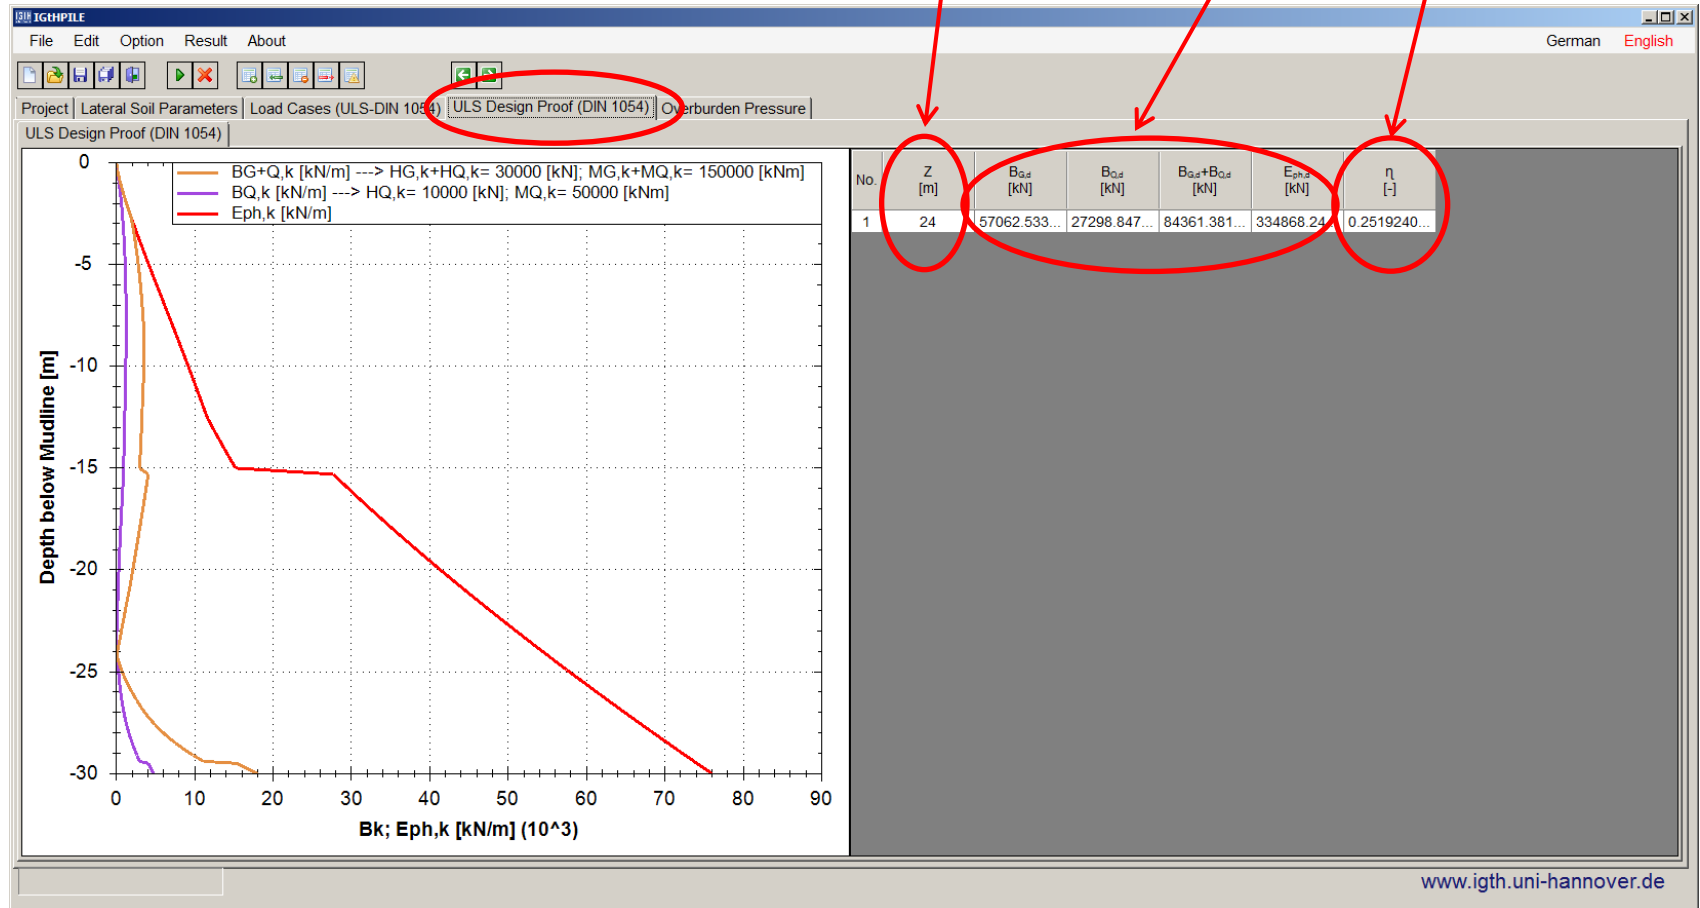 IGtHPILE
File Edit Option Result About German English
Project Lateral Soil Parameters Load Cases (ULS-DIN 1054) ULS Design Proof (DIN 1054) Overburden Pressure
ULS Design Proof (DIN 1054)
BG+Q,k [kN/m] ---> HG,k+HQ,k= 30000 [kN]; MG,k+MQ,k= 150000 [kNm]
BQ,k [kN/m] ---> HQ,k= 10000 [kN]; MQ,k= 50000 [kNm]
Eph,k [kN/m]
0
-5
-10
-15
-20
-25
-30
Depth below Mudline [m]
0 10 20 30 40 50 60 70 80 90
Bk; Eph,k [kN/m] (10^3)
No. Z [m] BG,d [kN] BQ,d [kN] BG,d+BQ,d [kN] Eph,d [kN] η [-]
1 24 57062.533... 27298.847... 84361.381... 334868.24... 0.2519240...
www.igth.uni-hannover.de